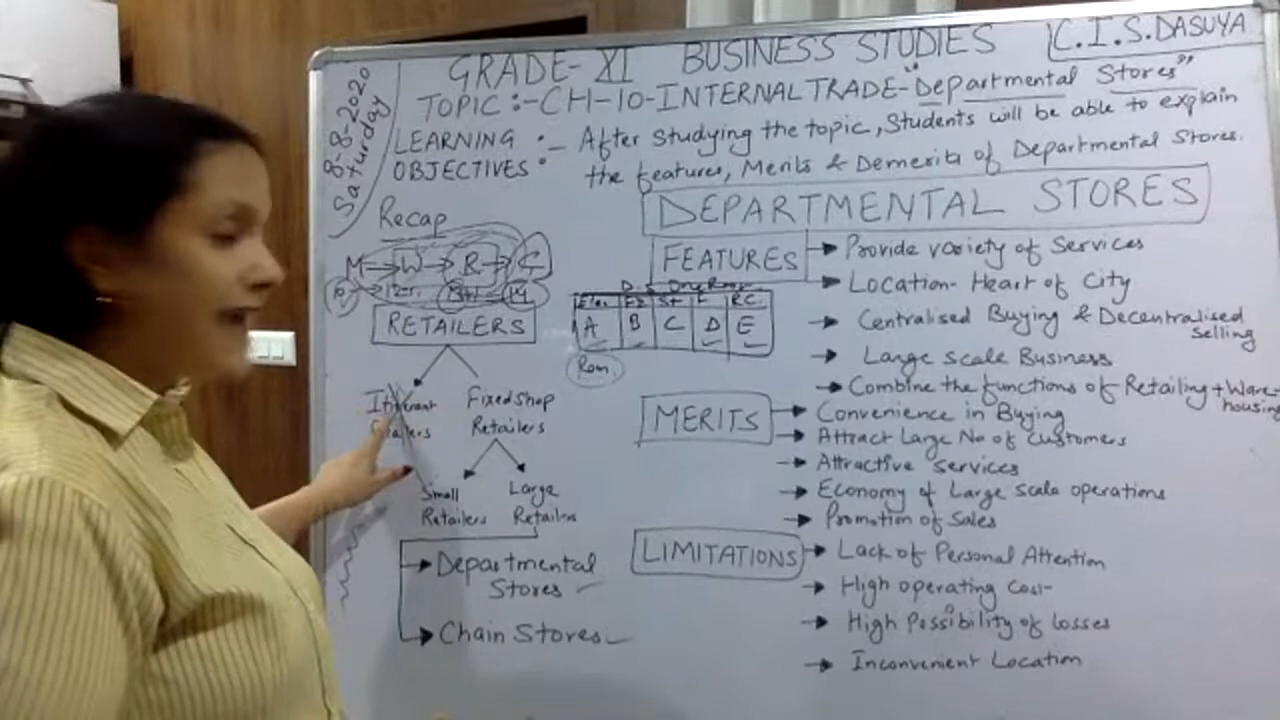 8-8-2020
Saturday
GRADE- XI BUSINESS STUDIES
C.I.S.DASUYA
TOPIC :- CH-10-INTERNAL TRADE-"Departmental Stores"
LEARNING OBJECTIVES :- After studying the topic, Students will be able to explain
the features, Merits & Demerits of Departmental Stores.
Recap
M → W → R → C
RETAILERS
Itinerant
Fixed Shop
Retailers
Small
Retailers
Large
Retailers
Departmental
Stores
Chain Stores
DEPARTMENTAL STORES
FEATURES
Provide variety of Services
Location- Heart of City
Centralised Buying & Decentralised
selling
Large scale Business
Combine the functions of Retailing + Ware-
housing
A B C D E
MERITS
Convenience in Buying
Attract Large No of customers
Attractive services
Economy of Large scale operations
Promotion of Sales
LIMITATIONS
Lack of Personal Attention
High operating Cost
High Possibility of losses
Inconvenient Location